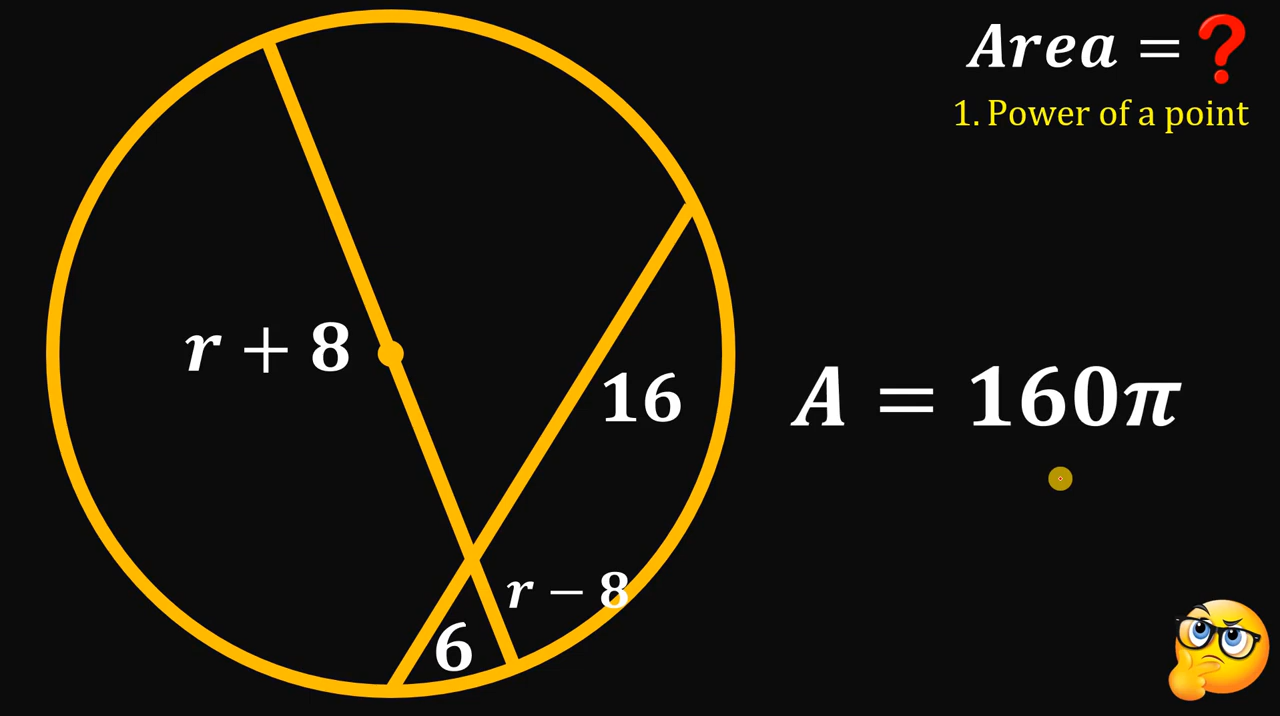 Area = ❓
1. Power of a point
r + 8
16
A = 160π
r − 8
6